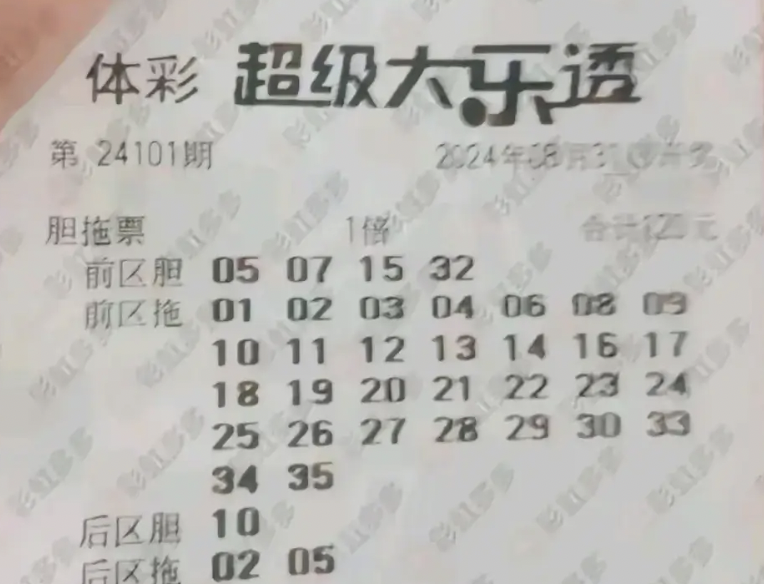 体彩 超级大乐透
第 24101期 2024年08月31
胆拖票 1倍 合计 元
前区胆 05 07 15 32
前区拖 01 02 03 04 06 08 09
10 11 12 13 14 16 17
18 19 20 21 22 23 24
25 26 27 28 29 30 33
34 35
后区胆 10
后区拖 02 05